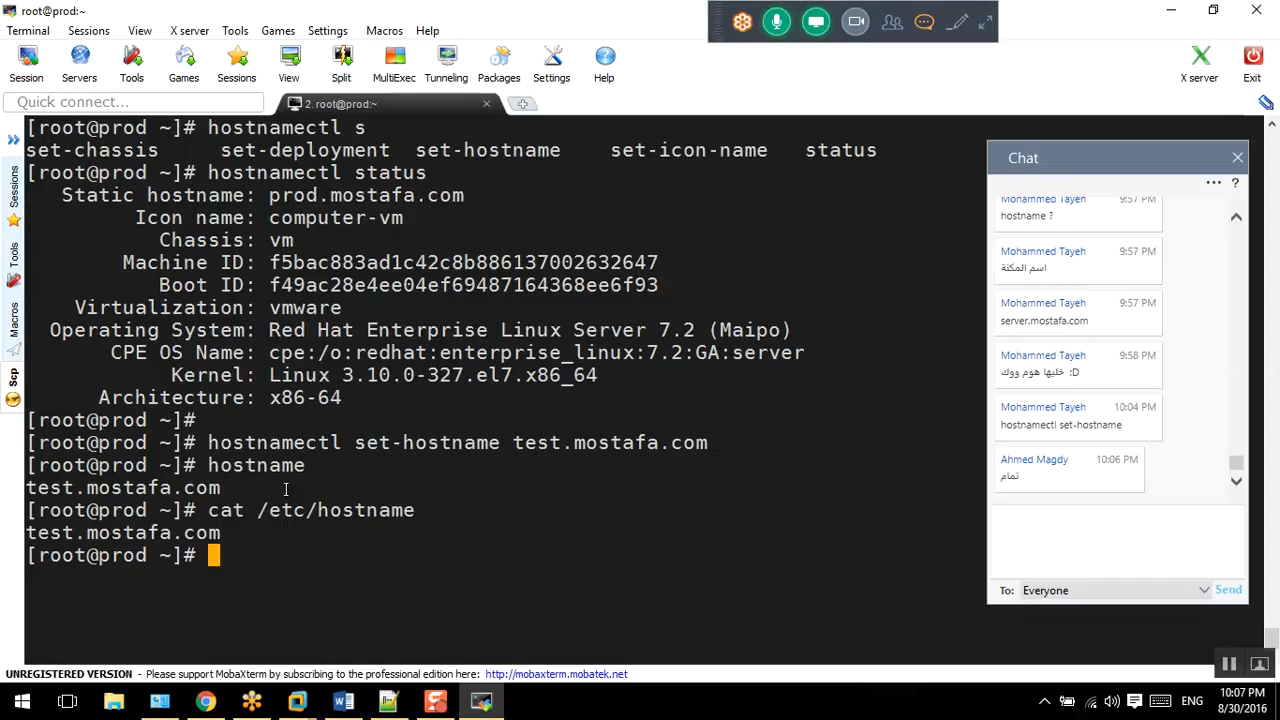 root@prod:~
Terminal Sessions View X server Tools Games Settings Macros Help
Session Servers Tools Games Sessions View Split MultiExec Tunneling Packages Settings Help X server Exit
Quick connect...
2. root@prod:~
[root@prod ~]# hostnamectl s
set-chassis set-deployment set-hostname set-icon-name status
[root@prod ~]# hostnamectl status
Static hostname: prod.mostafa.com
Icon name: computer-vm
Chassis: vm
Machine ID: f5bac883ad1c42c8b886137002632647
Boot ID: f49ac28e4ee04ef69487164368ee6f93
Virtualization: vmware
Operating System: Red Hat Enterprise Linux Server 7.2 (Maipo)
CPE OS Name: cpe:/o:redhat:enterprise_linux:7.2:GA:server
Kernel: Linux 3.10.0-327.el7.x86_64
Architecture: x86-64
[root@prod ~]#
[root@prod ~]# hostnamectl set-hostname test.mostafa.com
[root@prod ~]# hostname
test.mostafa.com
[root@prod ~]# cat /etc/hostname
test.mostafa.com
[root@prod ~]#
Sessions
Tools
Macros
Scp
Chat
... ?
Mohammed Tayeh 9:57 PM
hostname ?
Mohammed Tayeh 9:57 PM
اسم المكنة
Mohammed Tayeh 9:57 PM
server.mostafa.com
Mohammed Tayeh 9:58 PM
خليها هوم ووك :D
Mohammed Tayeh 10:04 PM
hostnamectl set-hostname
Ahmed Magdy 10:06 PM
تمام
To: Everyone Send
UNREGISTERED VERSION - Please support MobaXterm by subscribing to the professional edition here: http://mobaxterm.mobatek.net
ENG
10:07 PM
8/30/2016